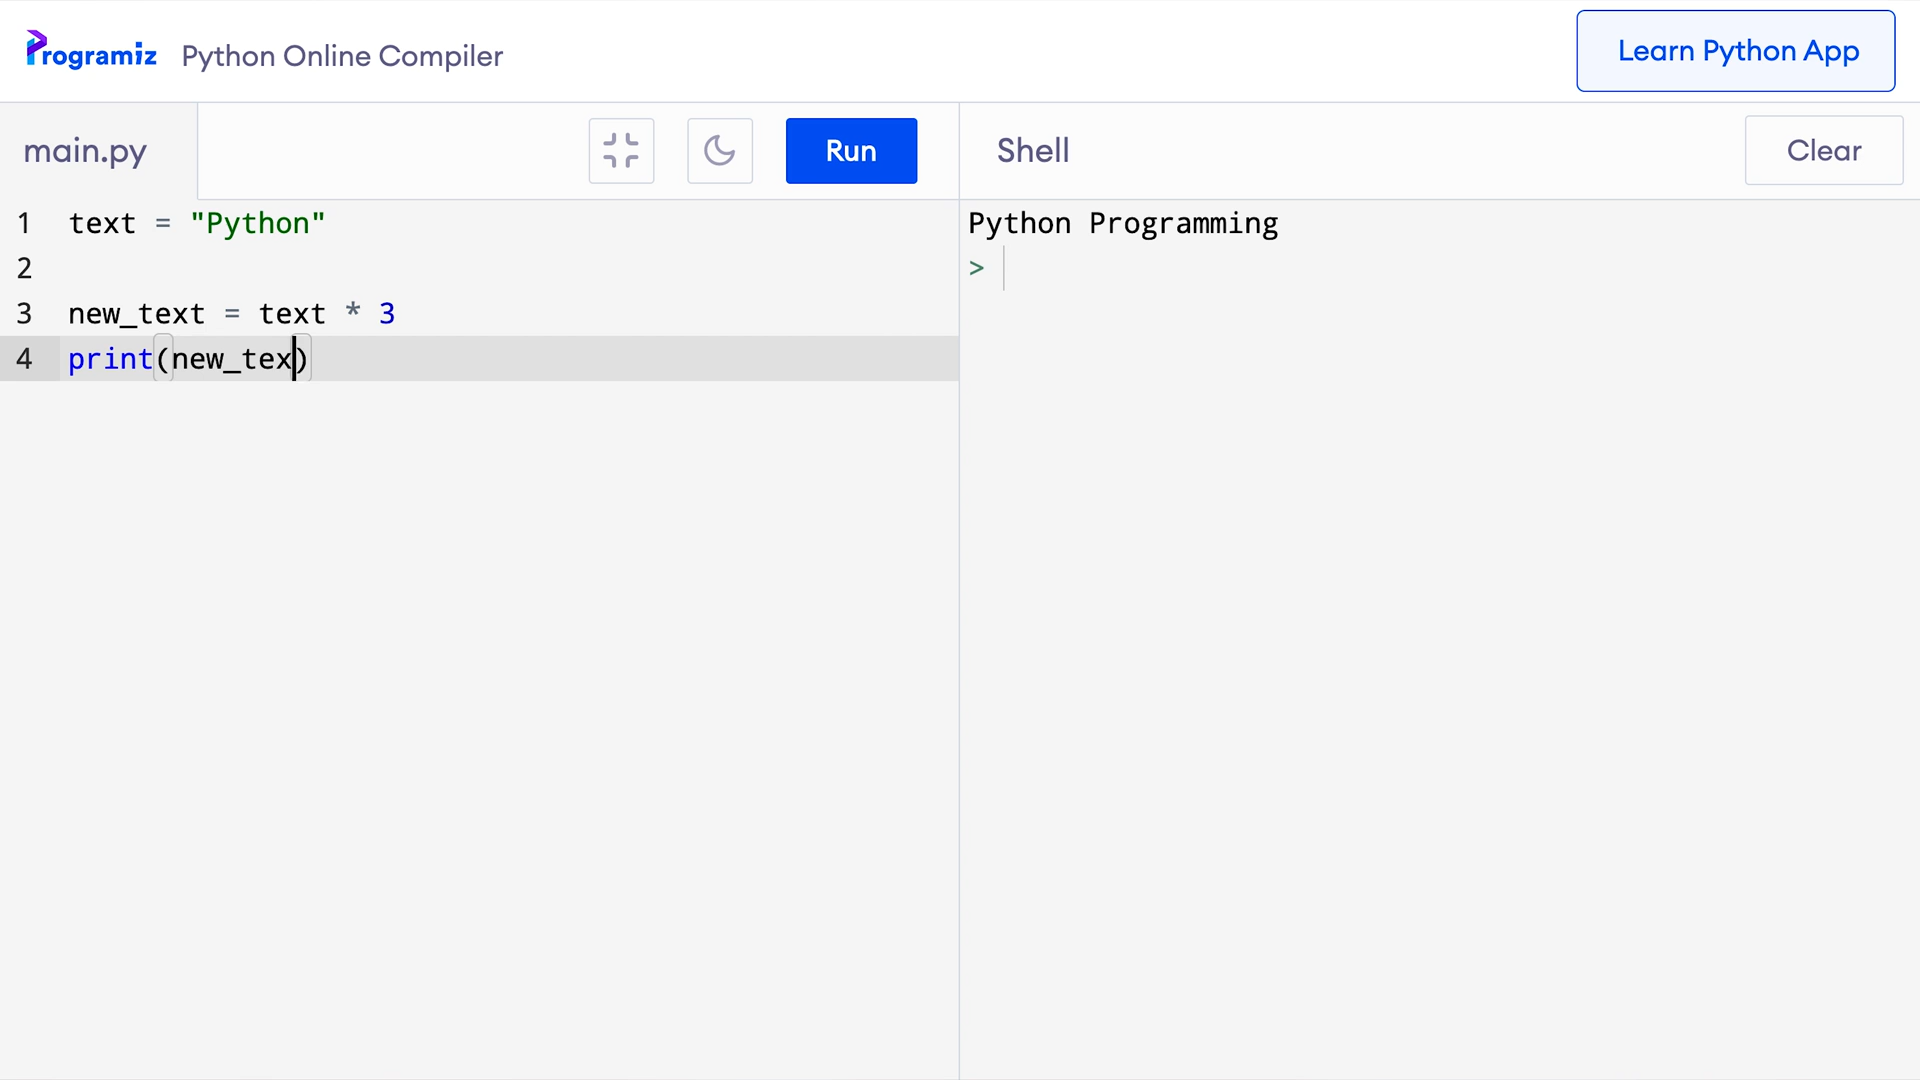 Programiz Python Online Compiler
Learn Python App
main.py
Run
Shell
Clear
1 text = "Python"
2
3 new_text = text * 3
4 print(new_tex)
Python Programming
>